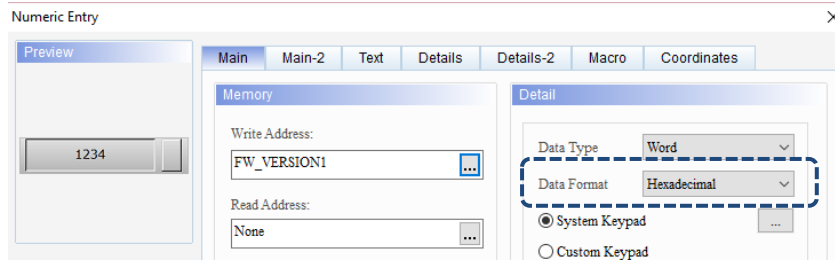 Numeric Entry
Preview
1234
Main Main-2 Text Details Details-2 Macro Coordinates
Memory
Write Address:
FW_VERSION1
...
Read Address:
None
...
Detail
Data Type Word
Data Format Hexadecimal
System Keypad ...
Custom Keypad